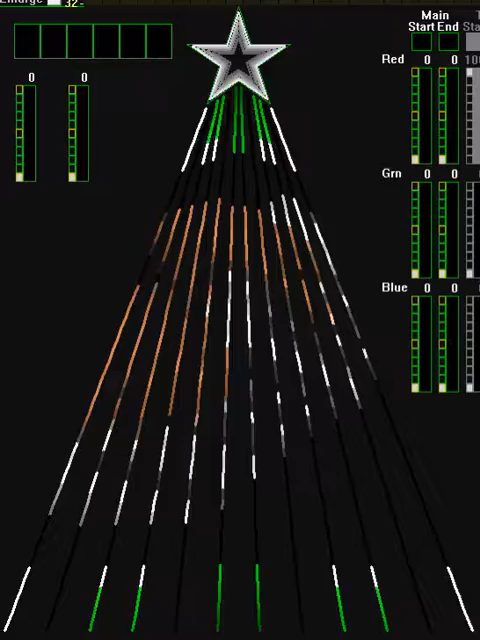 32-
Main
Start End
Red 0 0
0 0
Grn 0 0
Blue 0 0